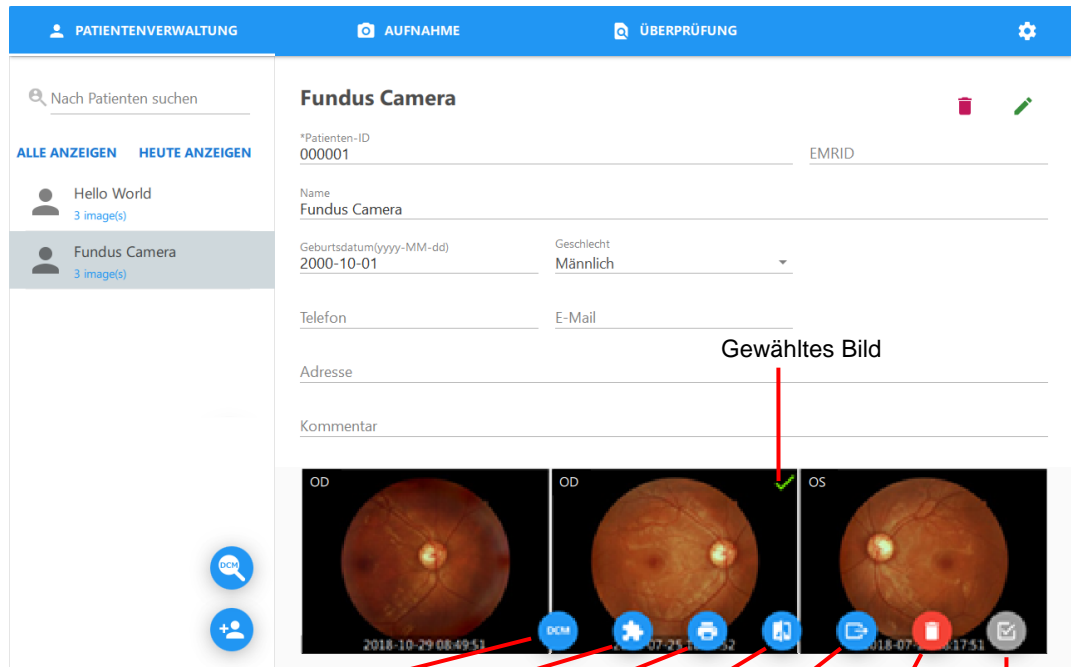 PATIENTENVERWALTUNG AUFNAHME ÜBERPRÜFUNG
Nach Patienten suchen
ALLE ANZEIGEN HEUTE ANZEIGEN
Hello World
3 image(s)
Fundus Camera
3 image(s)
DCM
Fundus Camera
*Patienten-ID
000001
EMRID
Name
Fundus Camera
Geburtsdatum(yyyy-MM-dd) Geschlecht
2000-10-01 Männlich
Telefon E-Mail
Gewähltes Bild
Adresse
Kommentar
OD OD OS
DCM
2018-10-29 08:49:51